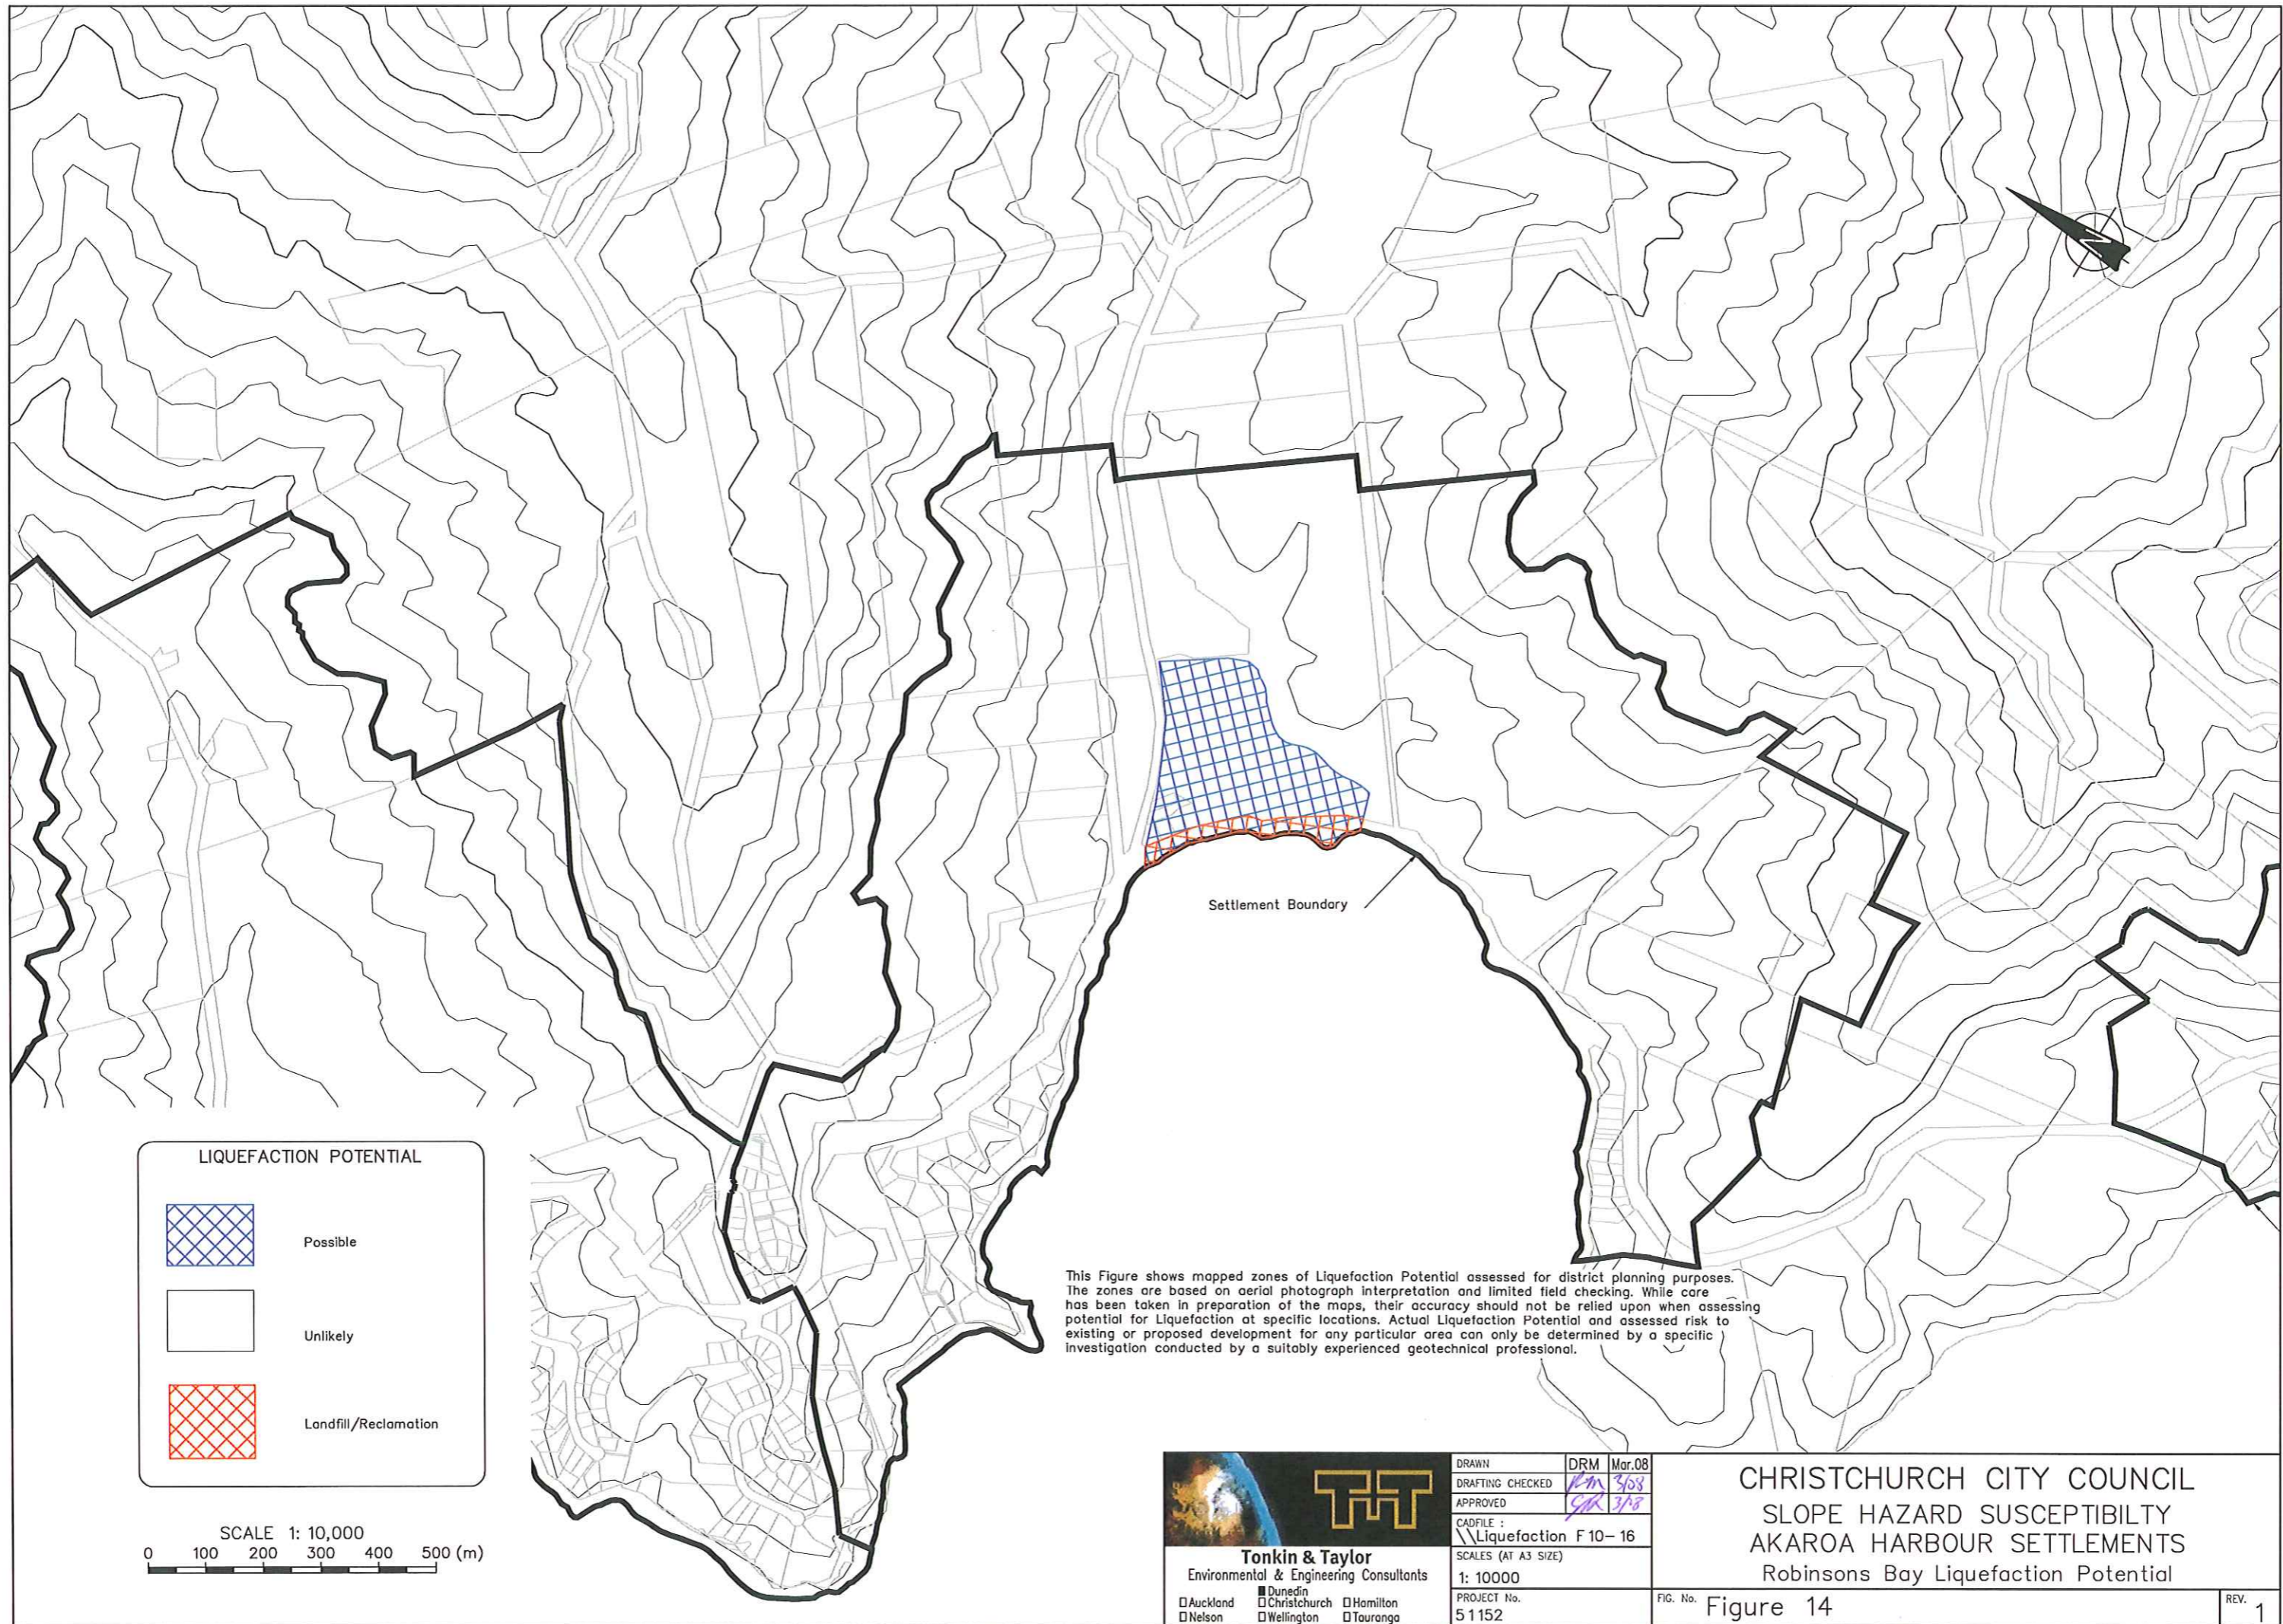 Settlement Boundary
LIQUEFACTION POTENTIAL
Possible
Unlikely
Landfill/Reclamation
SCALE 1: 10,000
0 100 200 300 400 500 (m)
This Figure shows mapped zones of Liquefaction Potential assessed for district planning purposes.
The zones are based on aerial photograph interpretation and limited field checking. While care
has been taken in preparation of the maps, their accuracy should not be relied upon when assessing
potential for Liquefaction at specific locations. Actual Liquefaction Potential and assessed risk to
existing or proposed development for any particular area can only be determined by a specific
investigation conducted by a suitably experienced geotechnical professional.
T+T
Tonkin & Taylor
Environmental & Engineering Consultants
Dunedin
Auckland Christchurch Hamilton
Nelson Wellington Tauranga
DRAWN DRM Mar.08
DRAFTING CHECKED 3/08
APPROVED 3/08
CADFILE :
\\Liquefaction F10-16
SCALES (AT A3 SIZE)
1: 10000
PROJECT No.
51152
CHRISTCHURCH CITY COUNCIL
SLOPE HAZARD SUSCEPTIBILTY
AKAROA HARBOUR SETTLEMENTS
Robinsons Bay Liquefaction Potential
FIG. No. Figure 14
REV. 1
N